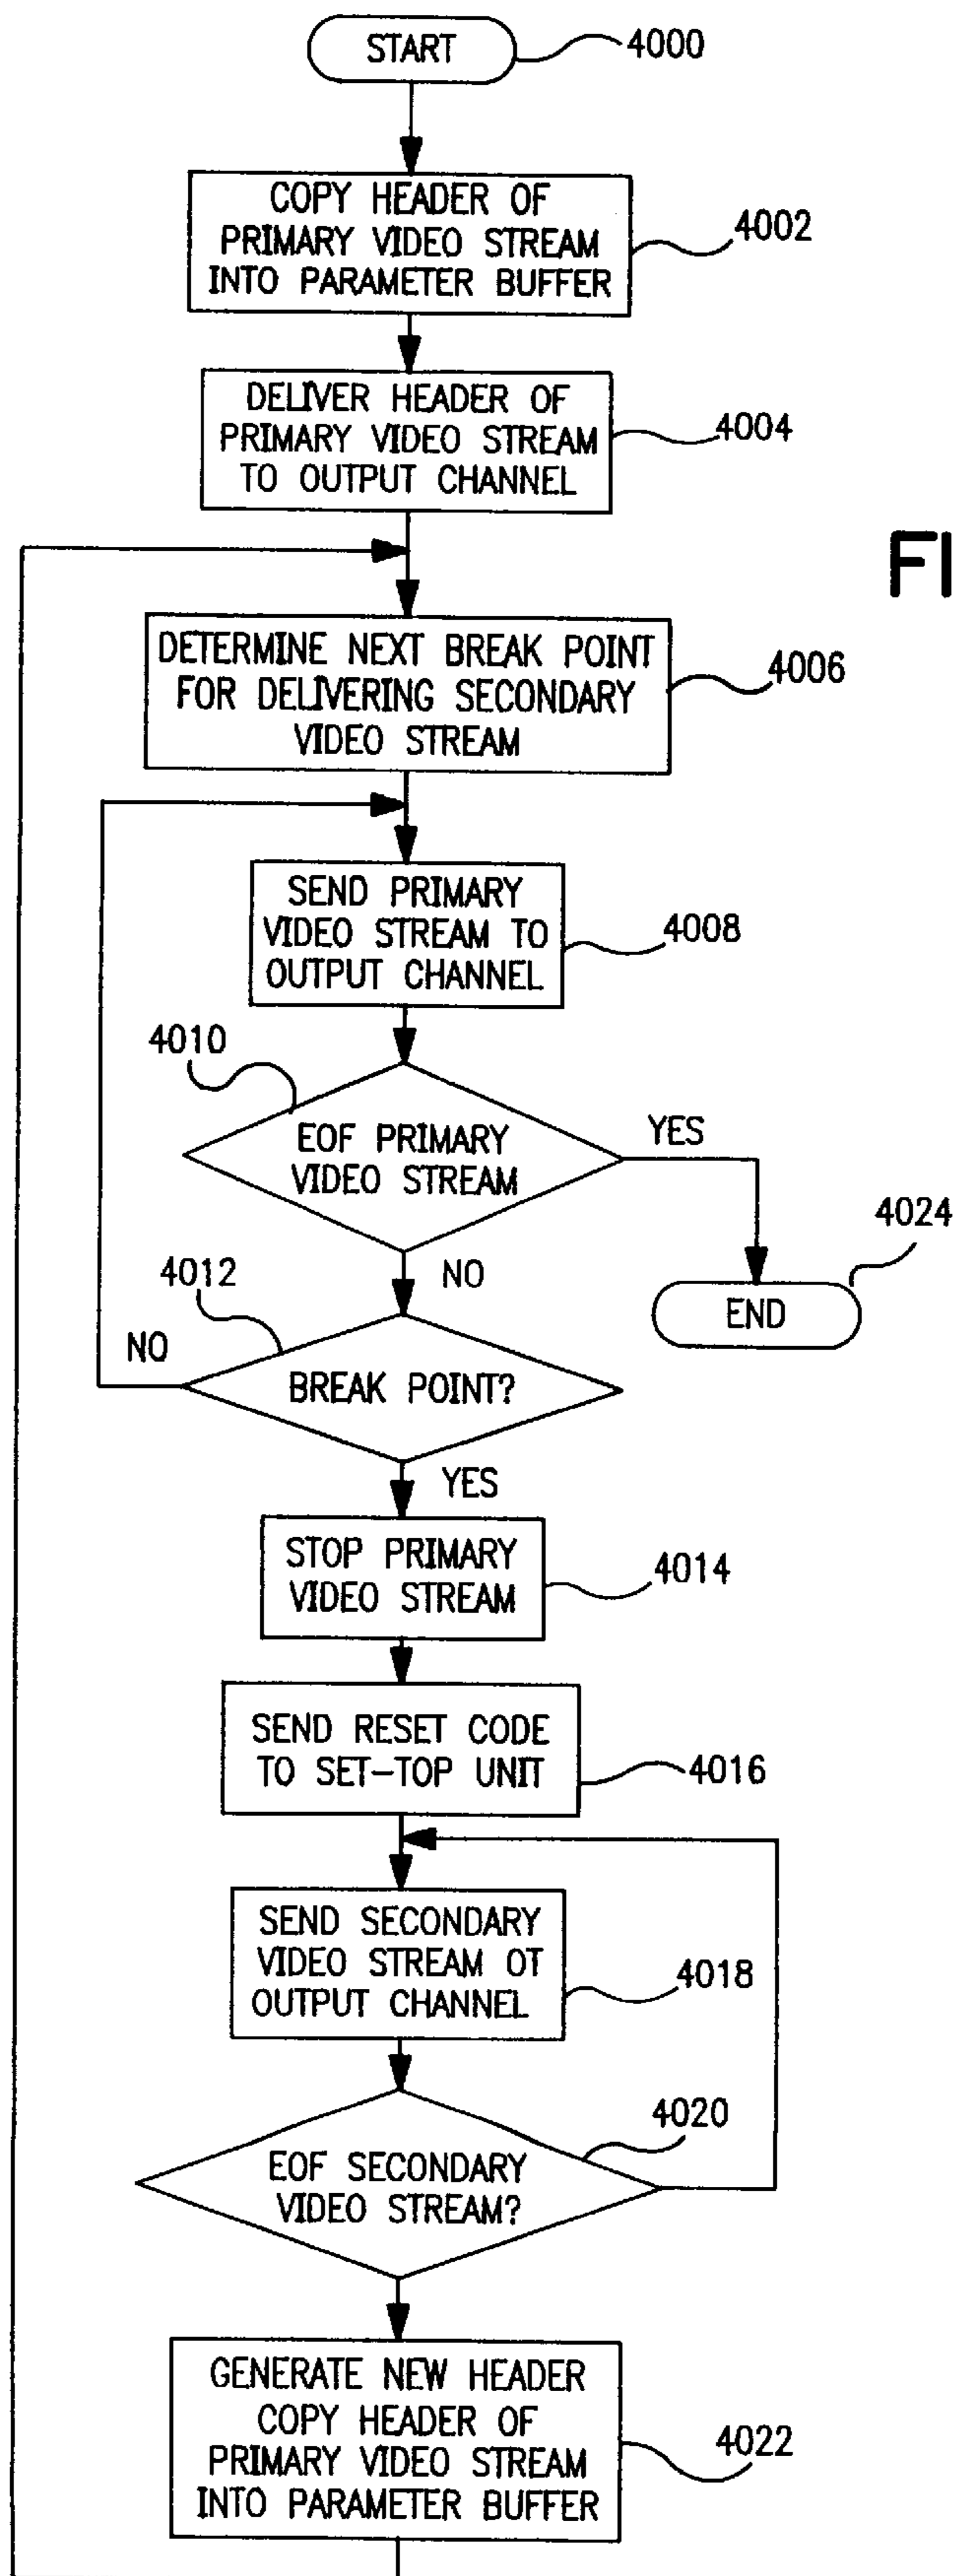 START
4000
COPY HEADER OF
PRIMARY VIDEO STREAM
INTO PARAMETER BUFFER
4002
DELIVER HEADER OF
PRIMARY VIDEO STREAM
TO OUTPUT CHANNEL
4004
FI
DETERMINE NEXT BREAK POINT
FOR DELIVERING SECONDARY
VIDEO STREAM
4006
SEND PRIMARY
VIDEO STREAM TO
OUTPUT CHANNEL
4008
4010
EOF PRIMARY
VIDEO STREAM
YES
4024
END
NO
4012
NO
BREAK POINT?
YES
STOP PRIMARY
VIDEO STREAM
4014
SEND RESET CODE
TO SET-TOP UNIT
4016
SEND SECONDARY
VIDEO STREAM OT
OUTPUT CHANNEL
4018
4020
EOF SECONDARY
VIDEO STREAM?
GENERATE NEW HEADER
COPY HEADER OF
PRIMARY VIDEO STREAM
INTO PARAMETER BUFFER
4022